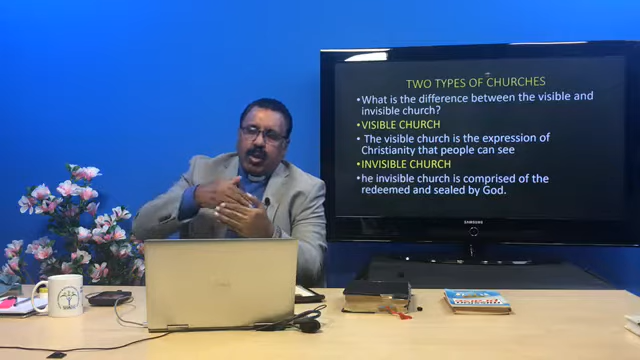 TWO TYPES OF CHURCHES
•What is the difference between the visible and
invisible church?
•VISIBLE CHURCH
• The visible church is the expression of
Christianity that people can see
•INVISIBLE CHURCH
•he invisible church is comprised of the
redeemed and sealed by God.
SAMSUNG